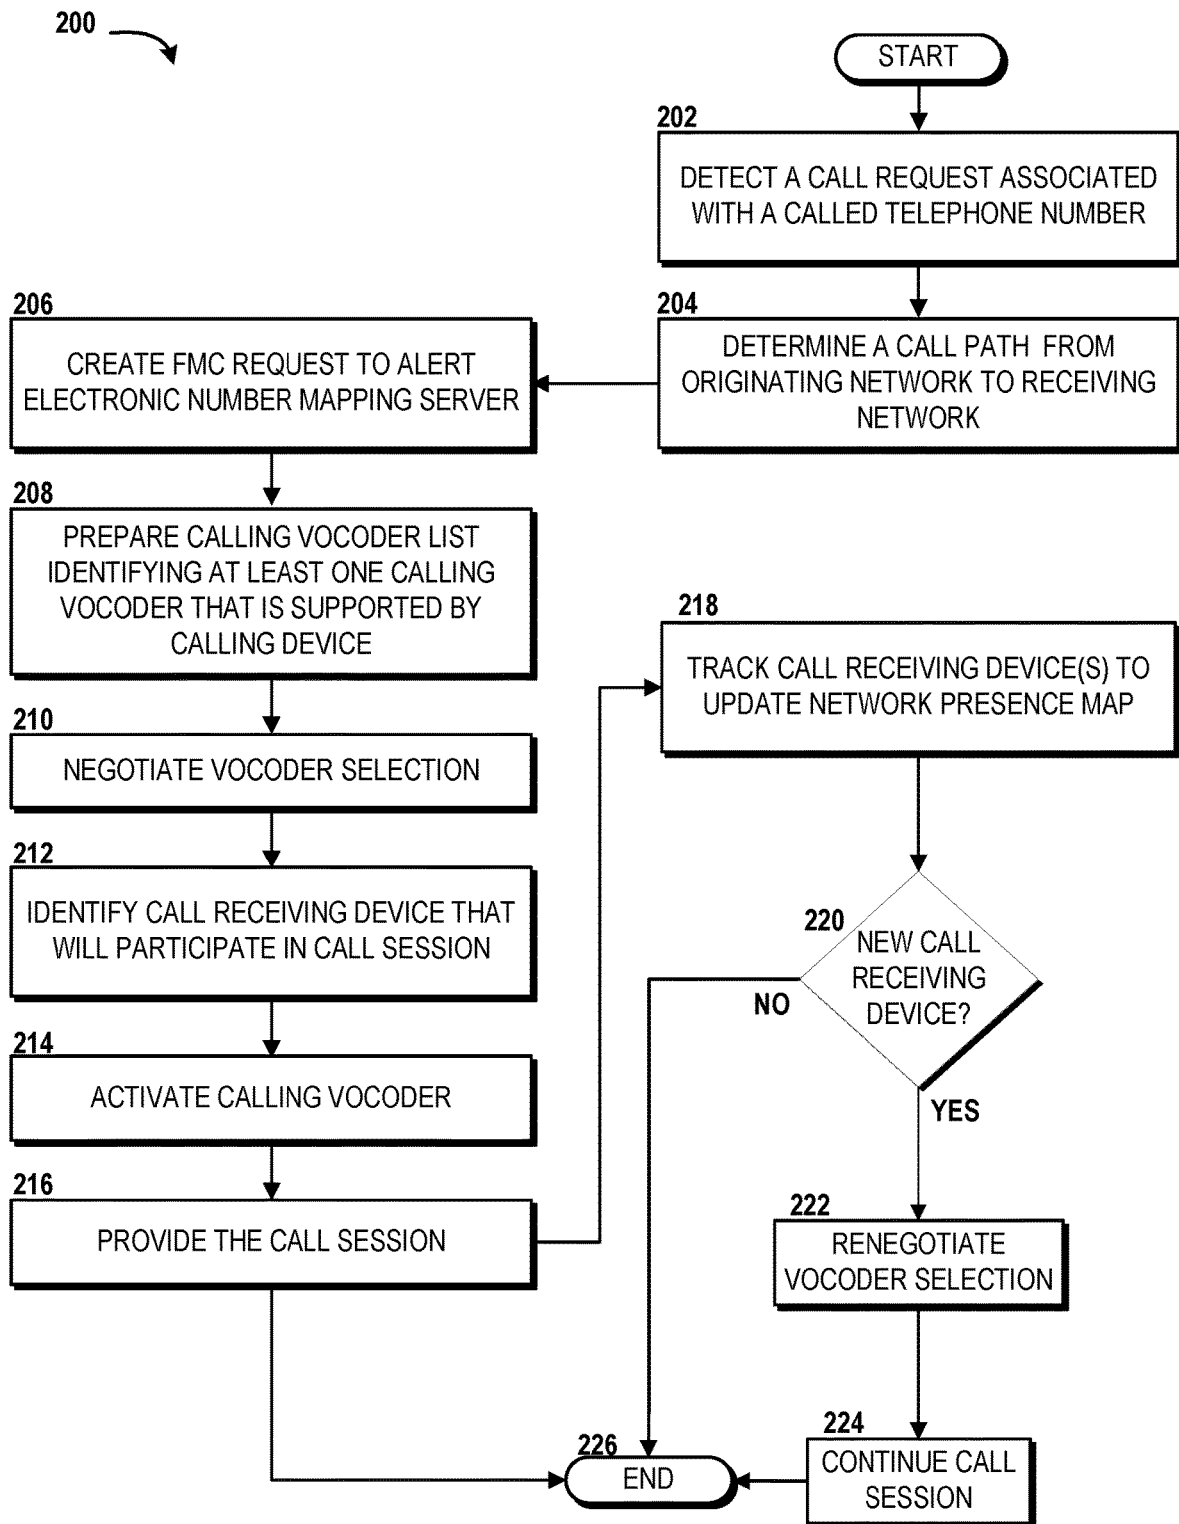 200
START
202
DETECT A CALL REQUEST ASSOCIATED
WITH A CALLED TELEPHONE NUMBER
204
DETERMINE A CALL PATH FROM
ORIGINATING NETWORK TO RECEIVING
NETWORK
206
CREATE FMC REQUEST TO ALERT
ELECTRONIC NUMBER MAPPING SERVER
208
PREPARE CALLING VOCODER LIST
IDENTIFYING AT LEAST ONE CALLING
VOCODER THAT IS SUPPORTED BY
CALLING DEVICE
210
NEGOTIATE VOCODER SELECTION
212
IDENTIFY CALL RECEIVING DEVICE THAT
WILL PARTICIPATE IN CALL SESSION
214
ACTIVATE CALLING VOCODER
216
PROVIDE THE CALL SESSION
218
TRACK CALL RECEIVING DEVICE(S) TO
UPDATE NETWORK PRESENCE MAP
220
NEW CALL
RECEIVING
DEVICE?
NO
YES
222
RENEGOTIATE
VOCODER SELECTION
224
CONTINUE CALL
SESSION
226
END